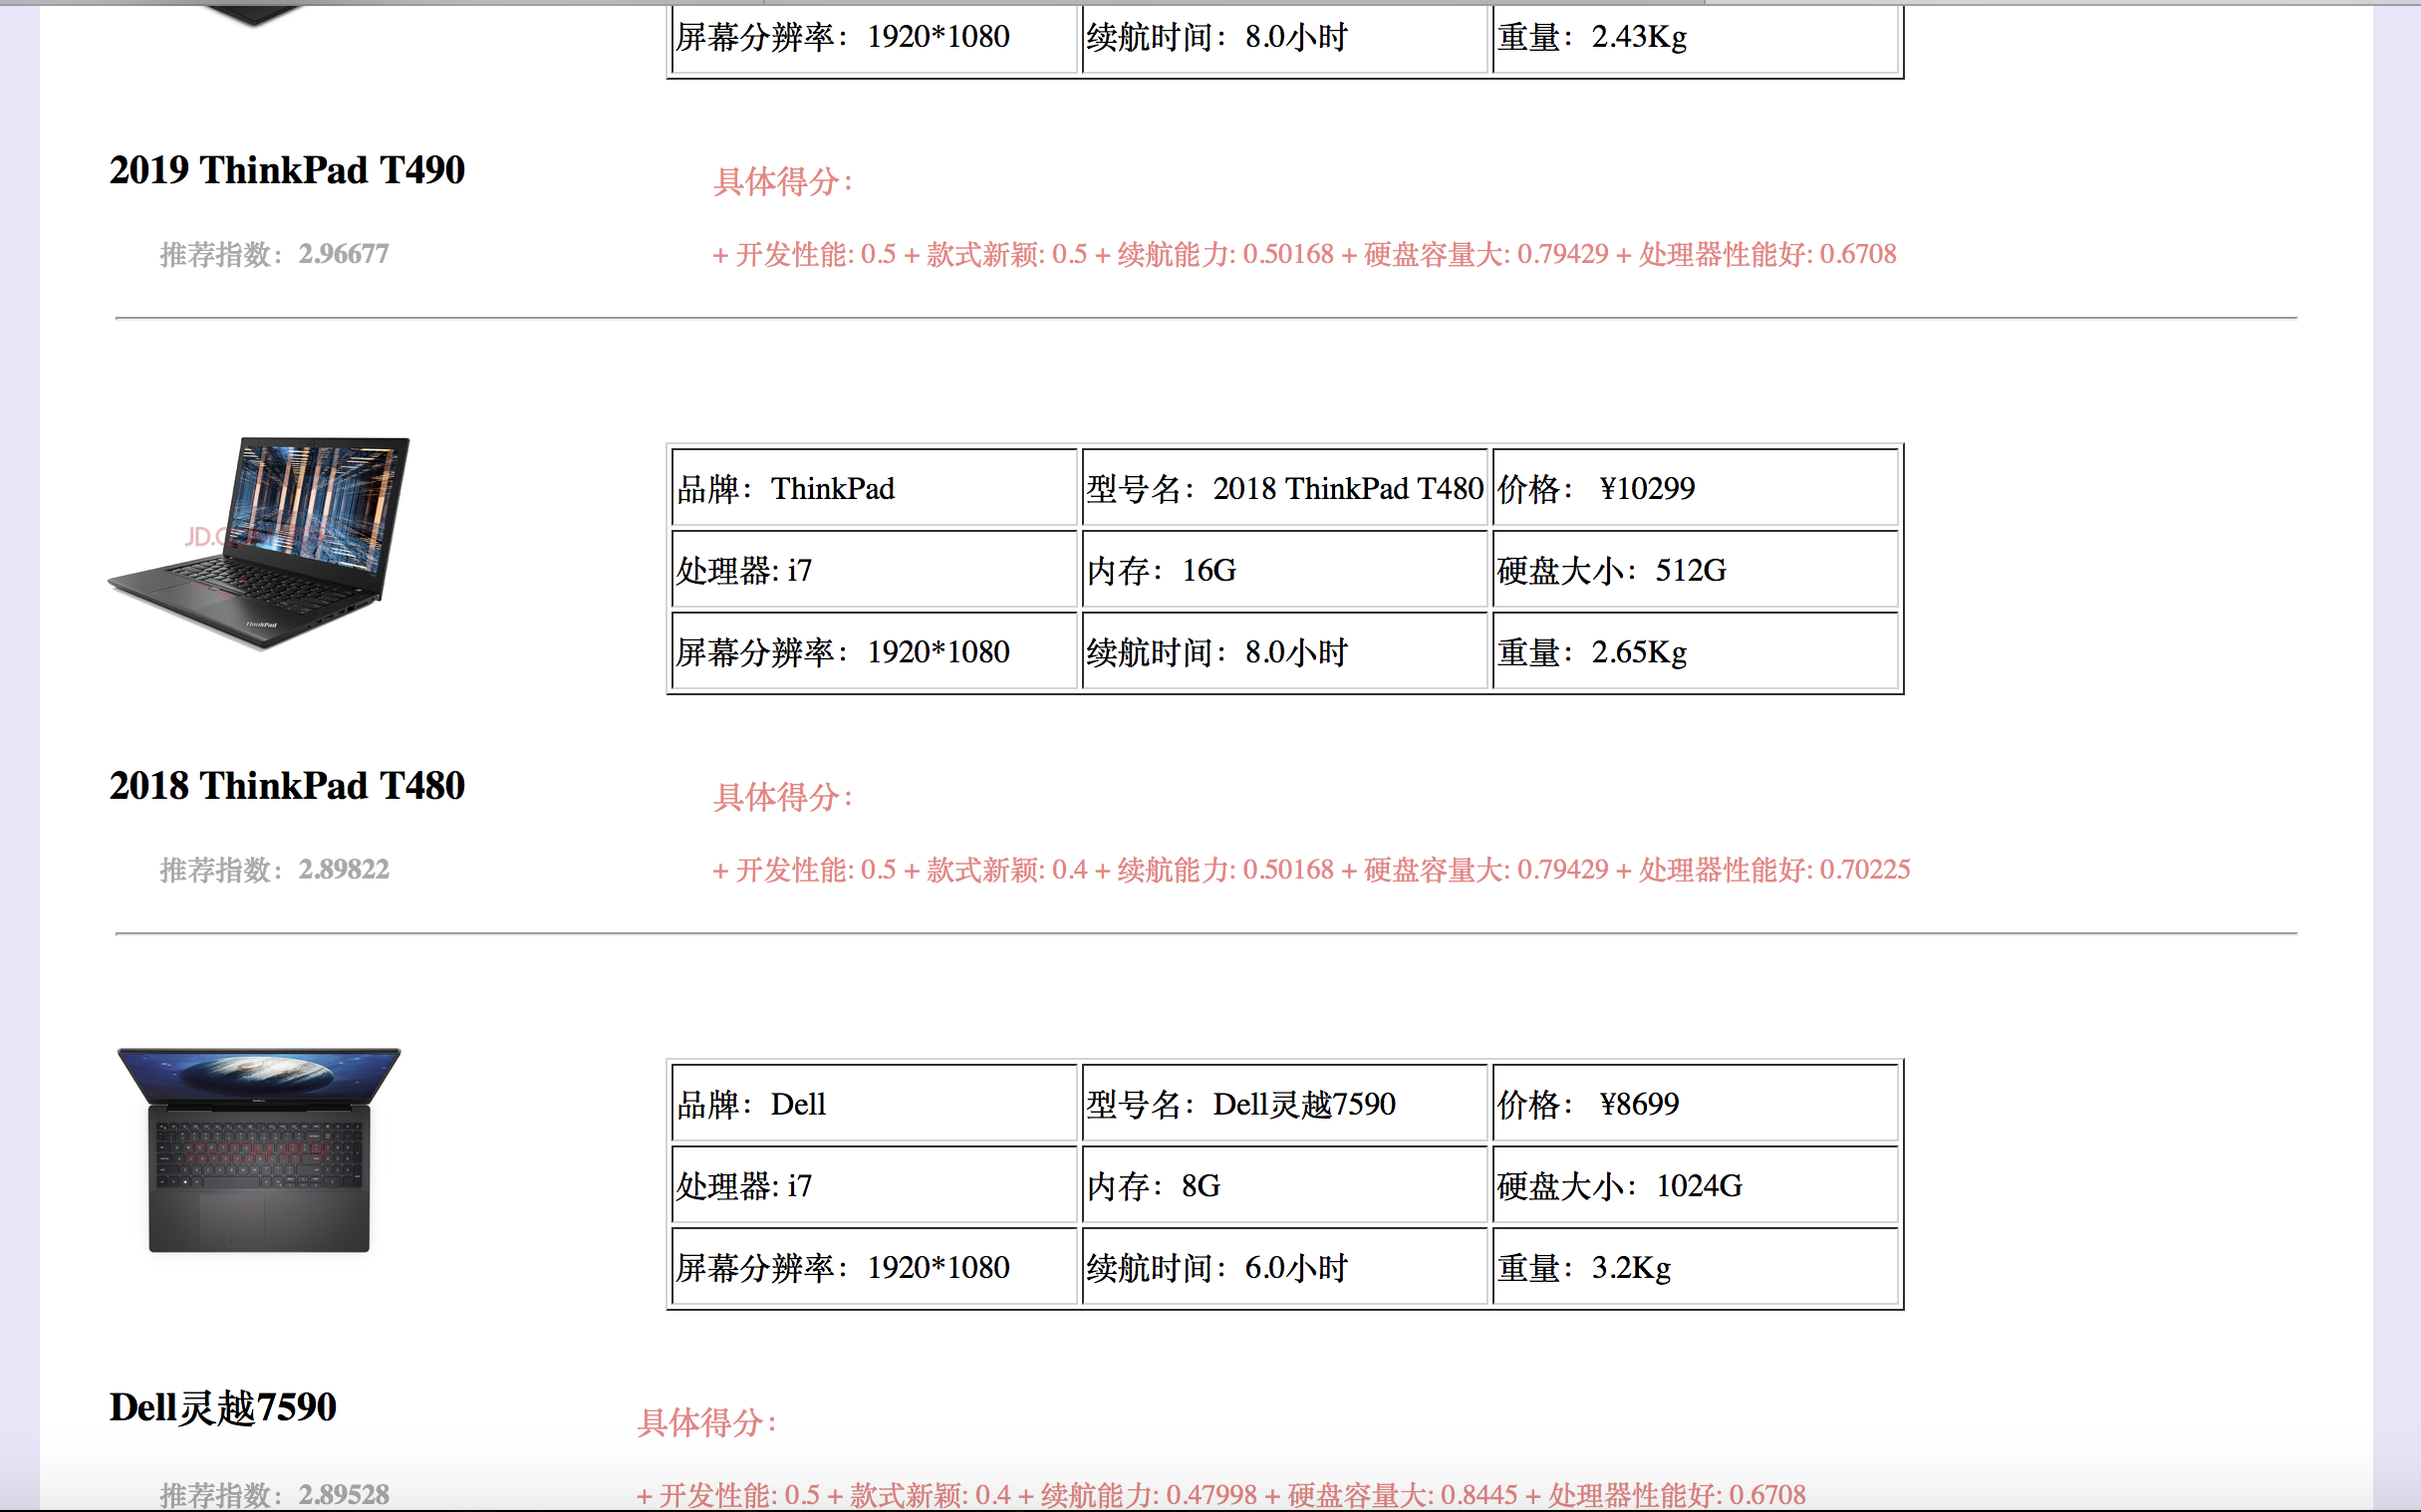 屏幕分辨率：1920*1080 续航时间：8.0小时 重量：2.43Kg
2019 ThinkPad T490
具体得分：
推荐指数：2.96677
+ 开发性能: 0.5 + 款式新颖: 0.5 + 续航能力: 0.50168 + 硬盘容量大: 0.79429 + 处理器性能好: 0.6708
品牌：ThinkPad 型号名：2018 ThinkPad T480 价格： ¥10299
处理器: i7 内存：16G 硬盘大小：512G
屏幕分辨率：1920*1080 续航时间：8.0小时 重量：2.65Kg
JD.C
ThinkPad
2018 ThinkPad T480
具体得分：
推荐指数：2.89822
+ 开发性能: 0.5 + 款式新颖: 0.4 + 续航能力: 0.50168 + 硬盘容量大: 0.79429 + 处理器性能好: 0.70225
品牌：Dell 型号名：Dell灵越7590 价格： ¥8699
处理器: i7 内存：8G 硬盘大小：1024G
屏幕分辨率：1920*1080 续航时间：6.0小时 重量：3.2Kg
Dell灵越7590
具体得分：
推荐指数：2.89528
+ 开发性能: 0.5 + 款式新颖: 0.4 + 续航能力: 0.47998 + 硬盘容量大: 0.8445 + 处理器性能好: 0.6708